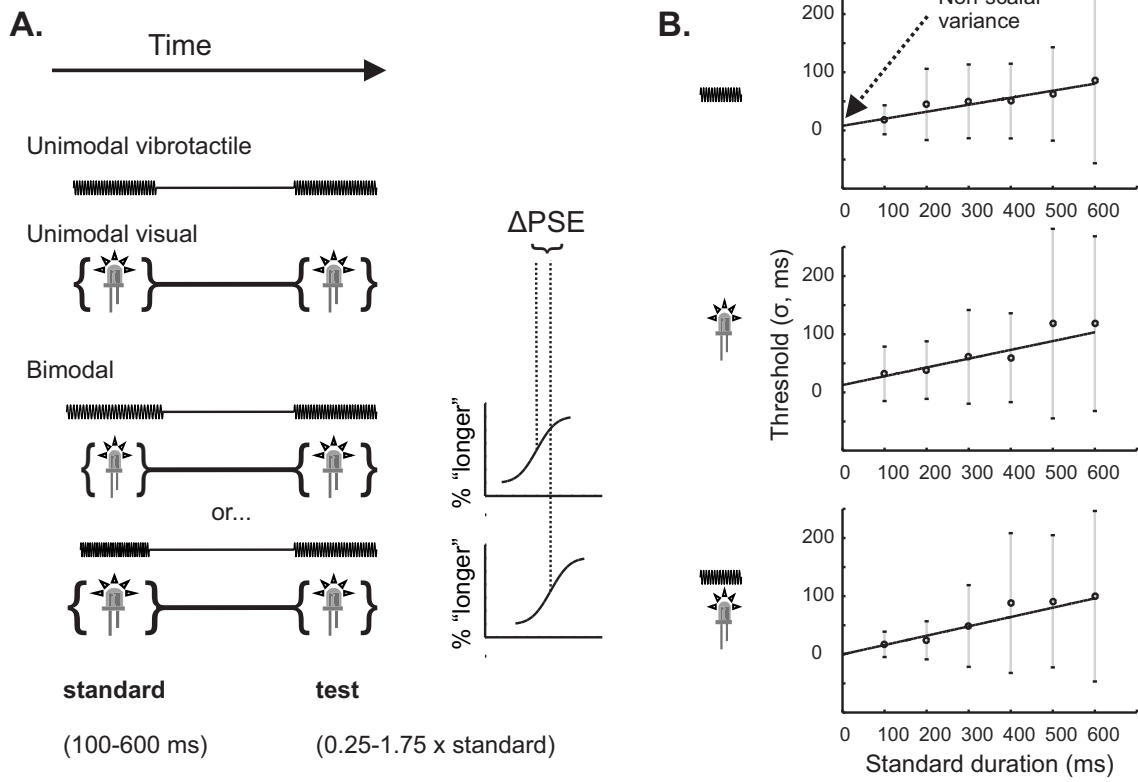 A.
Time
Unimodal vibrotactile
Unimodal visual
Bimodal
or...
standard
test
(100-600 ms)
(0.25-1.75 x standard)
ΔPSE
% “longer”
% “longer”
B.
variance
200
100
0
0 100 200 300 400 500 600
Threshold (σ, ms)
200
100
0
0 100 200 300 400 500 600
200
100
0
0 100 200 300 400 500 600
Standard duration (ms)